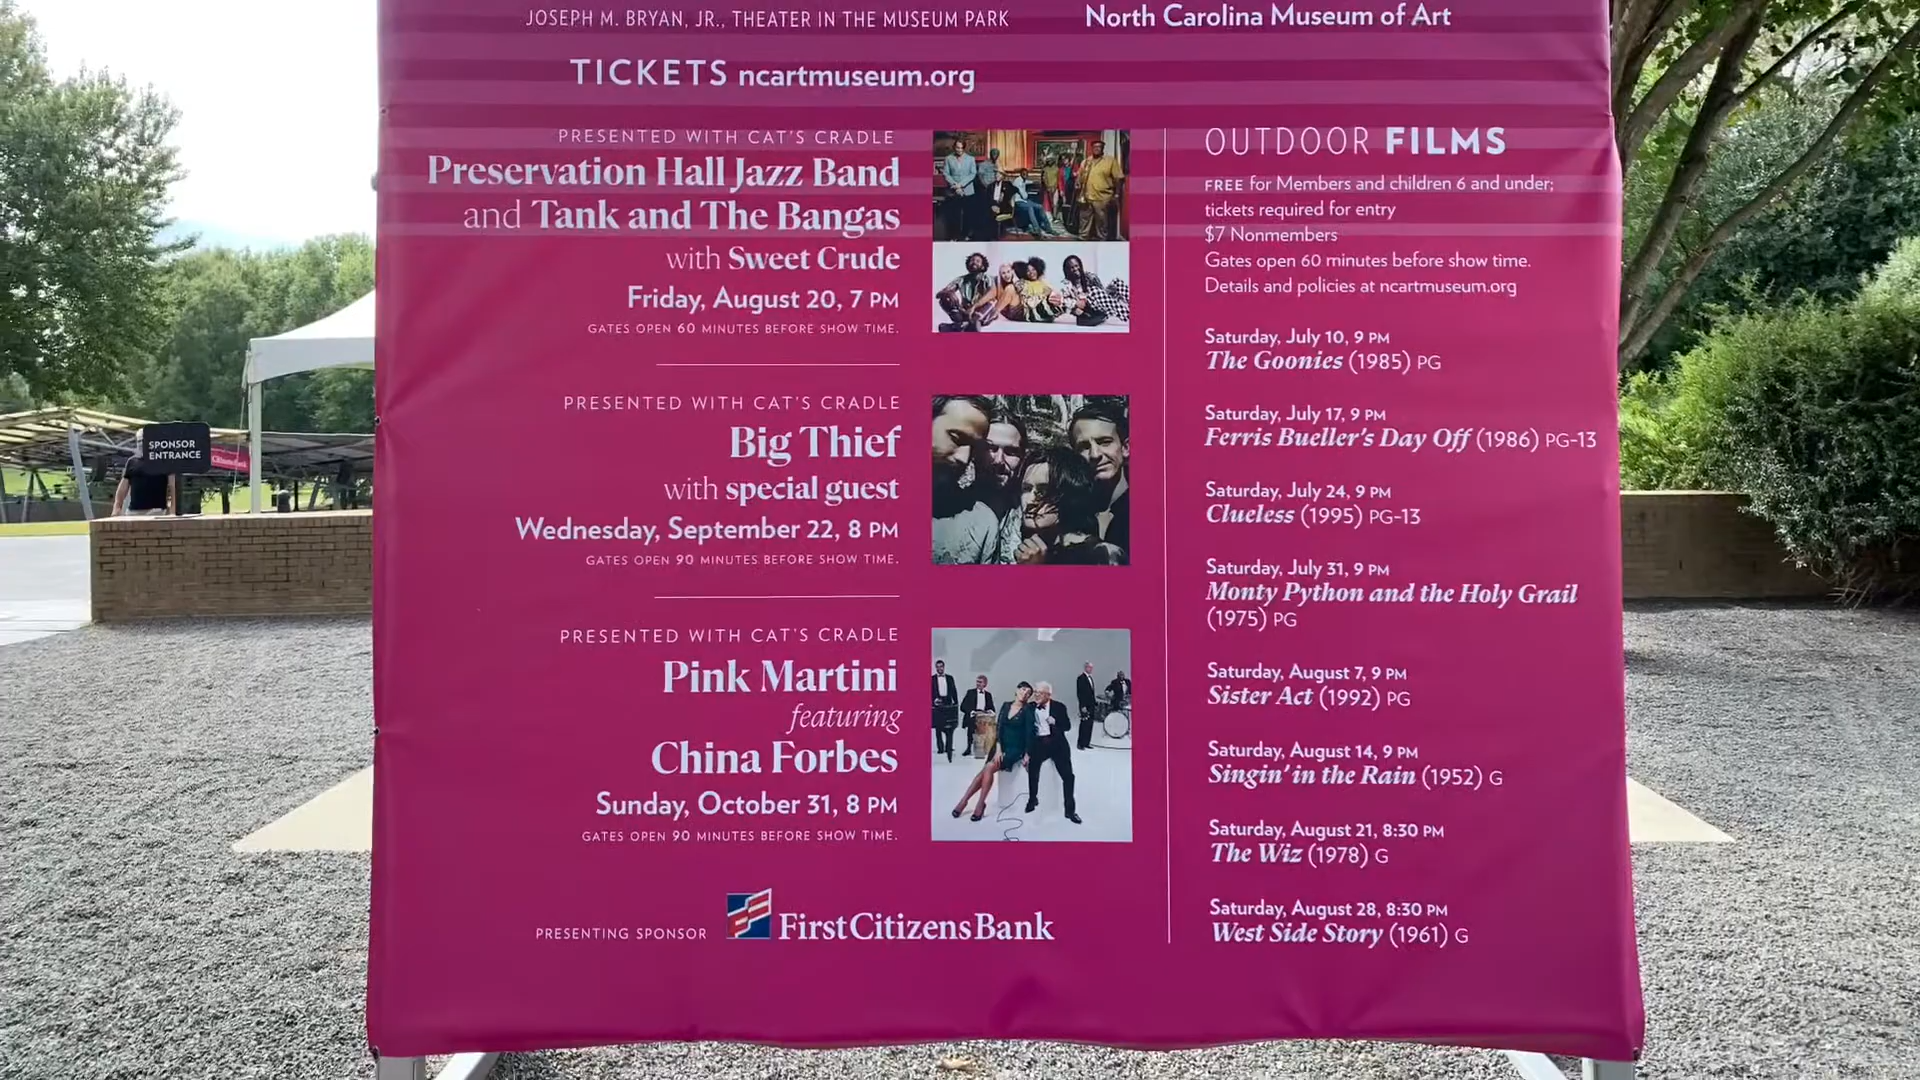 JOSEPH M. BRYAN, JR., THEATER IN THE MUSEUM PARK
North Carolina Museum of Art
TICKETS ncartmuseum.org
PRESENTED WITH CAT'S CRADLE
Preservation Hall Jazz Band
and Tank and The Bangas
with Sweet Crude
Friday, August 20, 7 PM
GATES OPEN 60 MINUTES BEFORE SHOW TIME.
PRESENTED WITH CAT'S CRADLE
Big Thief
with special guest
Wednesday, September 22, 8 PM
GATES OPEN 90 MINUTES BEFORE SHOW TIME.
PRESENTED WITH CAT'S CRADLE
Pink Martini
featuring
China Forbes
Sunday, October 31, 8 PM
GATES OPEN 90 MINUTES BEFORE SHOW TIME.
PRESENTING SPONSOR
FirstCitizensBank
OUTDOOR FILMS
FREE for Members and children 6 and under;
tickets required for entry
$7 Nonmembers
Gates open 60 minutes before show time.
Details and policies at ncartmuseum.org
Saturday, July 10, 9 PM
The Goonies (1985) PG
Saturday, July 17, 9 PM
Ferris Bueller's Day Off (1986) PG-13
Saturday, July 24, 9 PM
Clueless (1995) PG-13
Saturday, July 31, 9 PM
Monty Python and the Holy Grail
(1975) PG
Saturday, August 7, 9 PM
Sister Act (1992) PG
Saturday, August 14, 9 PM
Singin' in the Rain (1952) G
Saturday, August 21, 8:30 PM
The Wiz (1978) G
Saturday, August 28, 8:30 PM
West Side Story (1961) G
SPONSOR
ENTRANCE